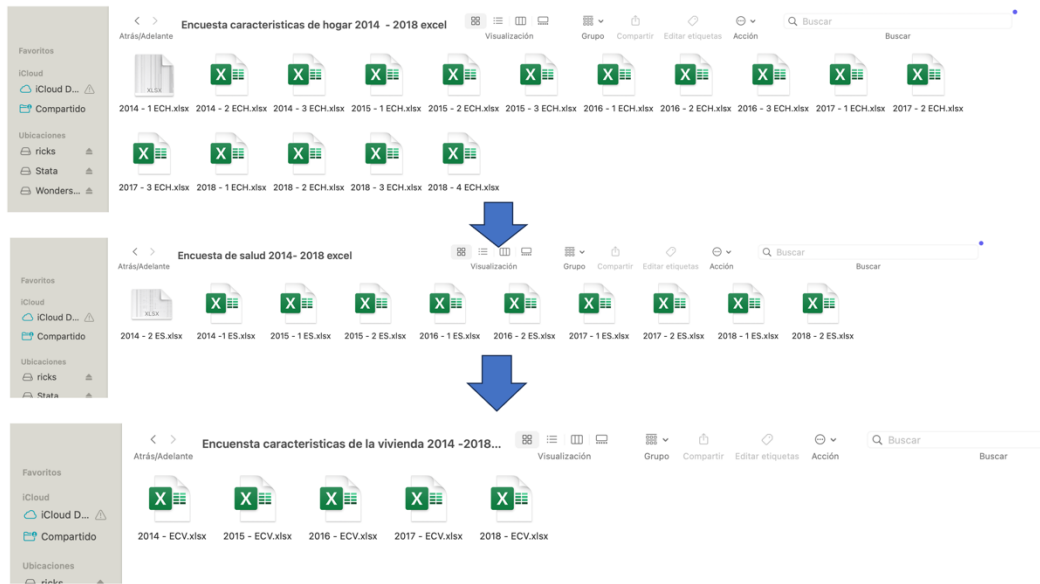 Encuesta caracteristicas de hogar 2014 - 2018 excel
Atrás/Adelante
Visualización
Grupo
Compartir
Editar etiquetas
Acción
Buscar
Buscar
Favoritos
iCloud
iCloud D...
Compartido
Ubicaciones
ricks
Stata
Wonders...
XLSX
2014 - 1 ECH.xlsx 2014 - 2 ECH.xlsx 2014 - 3 ECH.xlsx 2015 - 1 ECH.xlsx 2015 - 2 ECH.xlsx 2015 - 3 ECH.xlsx 2016 - 1 ECH.xlsx 2016 - 2 ECH.xlsx 2016 - 3 ECH.xlsx 2017 - 1 ECH.xlsx 2017 - 2 ECH.xlsx
2017 - 3 ECH.xlsx 2018 - 1 ECH.xlsx 2018 - 2 ECH.xlsx 2018 - 3 ECH.xlsx 2018 - 4 ECH.xlsx
Encuesta de salud 2014- 2018 excel
Atrás/Adelante
Visualización
Grupo
Compartir
Editar etiquetas
Acción
Buscar
Buscar
Favoritos
iCloud
iCloud D...
Compartido
Ubicaciones
ricks
Stata
XLSX
2014 - 2 ES.xlsx 2014 -1 ES.xlsx 2015 - 1 ES.xlsx 2015 - 2 ES.xlsx 2016 - 1 ES.xlsx 2016 - 2 ES.xlsx 2017 - 1 ES.xlsx 2017 - 2 ES.xlsx 2018 - 1 ES.xlsx 2018 - 2 ES.xlsx
Encuensta caracteristicas de la vivienda 2014 -2018...
Atrás/Adelante
Visualización
Grupo
Compartir
Editar etiquetas
Acción
Buscar
Buscar
Favoritos
iCloud
iCloud D...
Compartido
Ubicaciones
ricks
2014 - ECV.xlsx 2015 - ECV.xlsx 2016 - ECV.xlsx 2017 - ECV.xlsx 2018 - ECV.xlsx